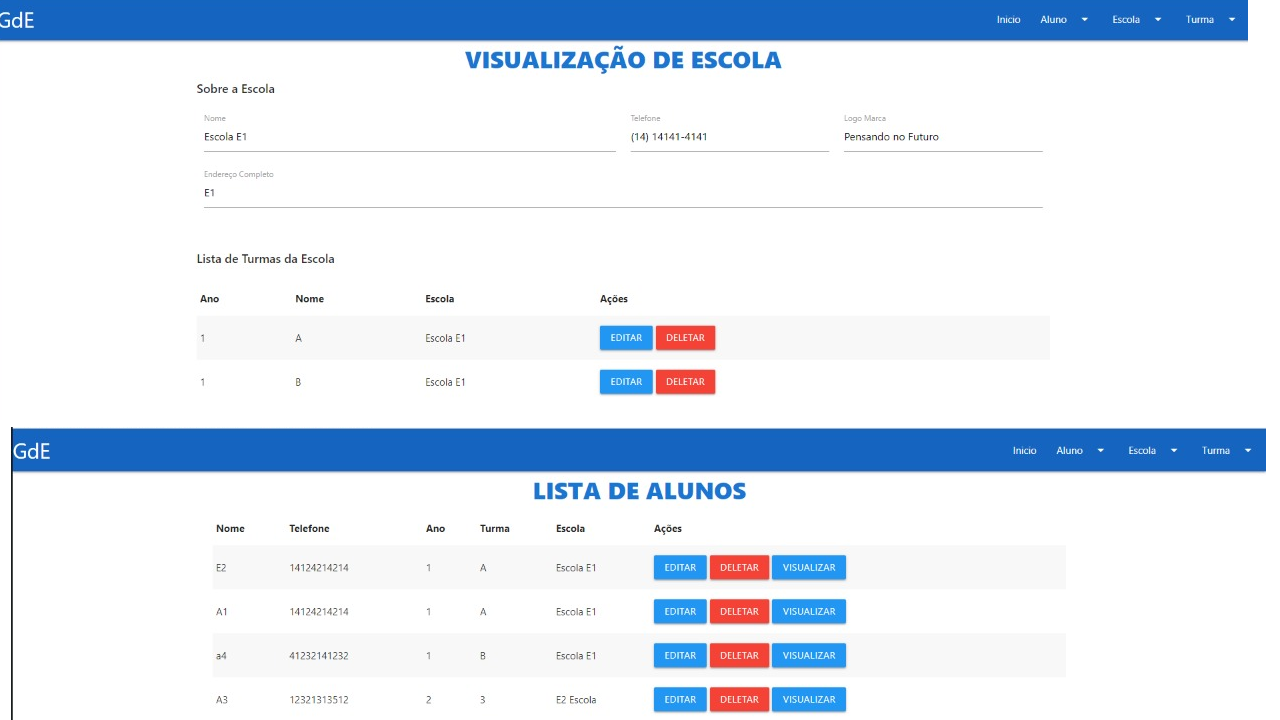 GdE Inicio Aluno Escola Turma
VISUALIZAÇÃO DE ESCOLA
Sobre a Escola
Nome Telefone Logo Marca
Escola E1 (14) 14141-4141 Pensando no Futuro
Endereço Completo
E1
Lista de Turmas da Escola
Ano Nome Escola Ações
1 A Escola E1 EDITAR DELETAR
1 B Escola E1 EDITAR DELETAR
GdE Inicio Aluno Escola Turma
LISTA DE ALUNOS
Nome Telefone Ano Turma Escola Ações
E2 14124214214 1 A Escola E1 EDITAR DELETAR VISUALIZAR
A1 14124214214 1 A Escola E1 EDITAR DELETAR VISUALIZAR
a4 41232141232 1 B Escola E1 EDITAR DELETAR VISUALIZAR
A3 12321313512 2 3 E2 Escola EDITAR DELETAR VISUALIZAR